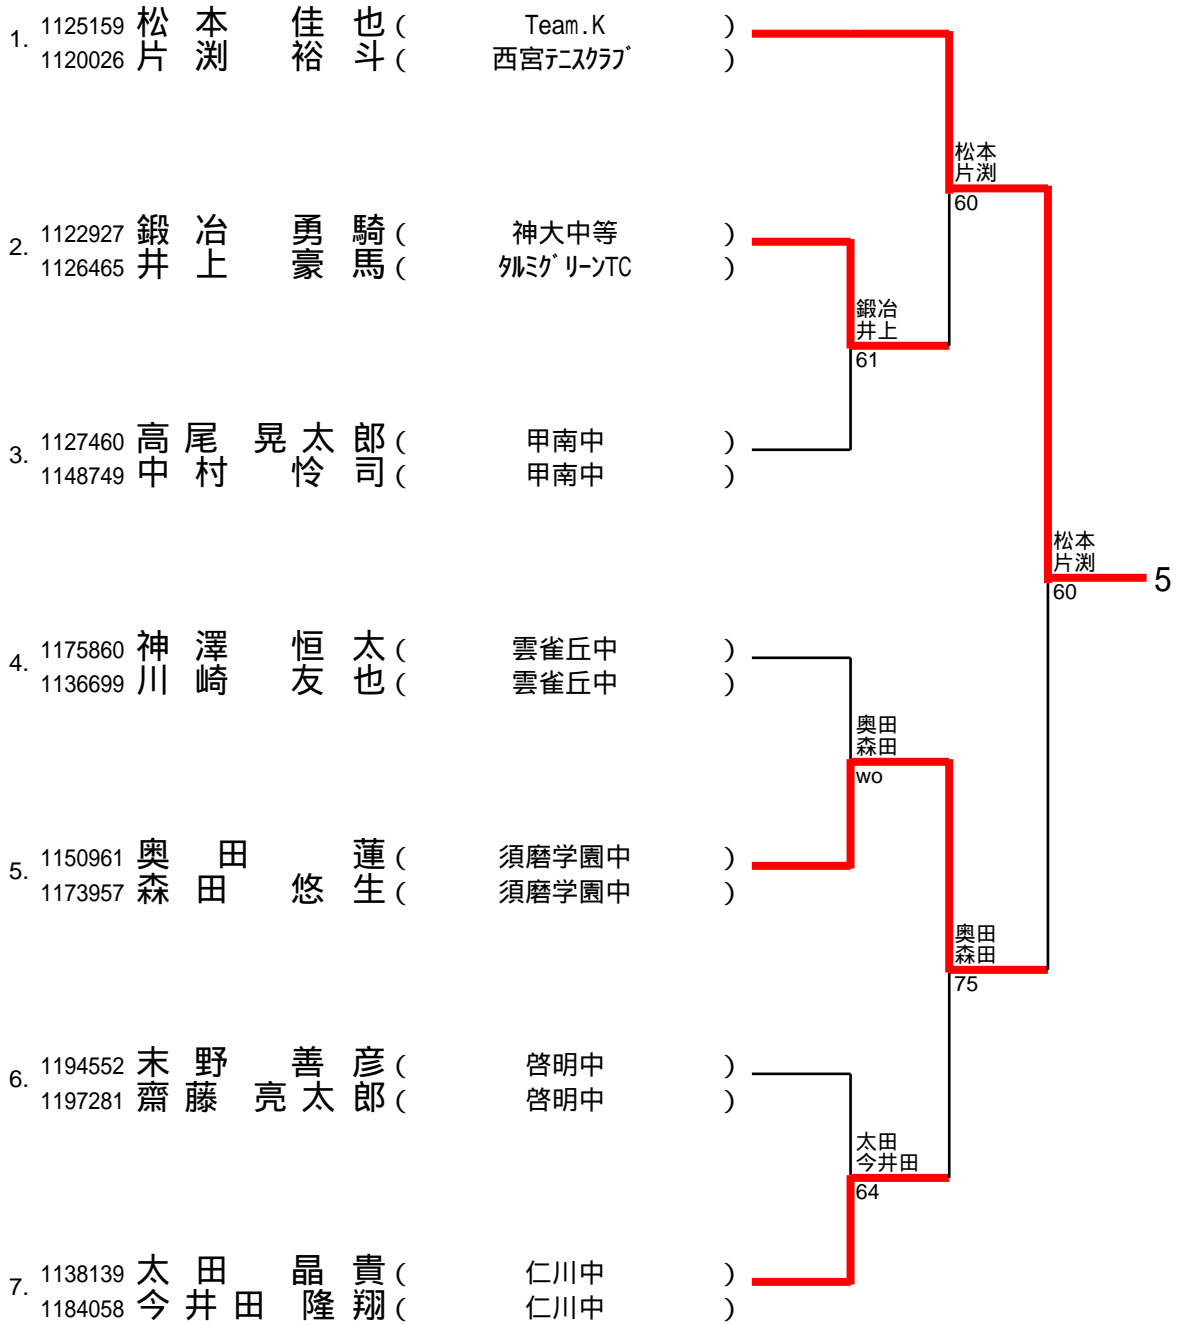 1. 1125159 松本 佳也 ( Team.K )
1120026 片渕 裕斗 ( 西宮ﾃﾆｽｸﾗﾌﾞ )
松本
片渕
60
2. 1122927 鍛冶 勇騎 ( 神大中等 )
1126465 井上 豪馬 ( ﾀﾙﾐｸﾞﾘｰﾝTC )
鍛冶
井上
61
3. 1127460 高尾 晃太郎 ( 甲南中 )
1148749 中村 怜司 ( 甲南中 )
松本
片渕
60
5
4. 1175860 神澤 恒太 ( 雲雀丘中 )
1136699 川崎 友也 ( 雲雀丘中 )
奥田
森田
wo
5. 1150961 奥田 蓮 ( 須磨学園中 )
1173957 森田 悠生 ( 須磨学園中 )
奥田
森田
75
6. 1194552 末野 善彦 ( 啓明中 )
1197281 齋藤 亮太郎 ( 啓明中 )
太田
今井田
64
7. 1138139 太田 晶貴 ( 仁川中 )
1184058 今井田 隆翔 ( 仁川中 )